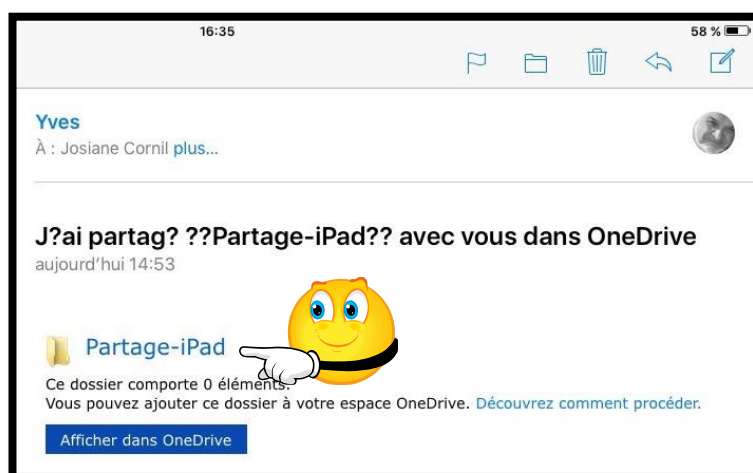 16:35
58 %
Yves
À : Josiane Cornil plus...
J?ai partag? ??Partage-iPad?? avec vous dans OneDrive
aujourd'hui 14:53
Partage-iPad
Ce dossier comporte 0 éléments.
Vous pouvez ajouter ce dossier à votre espace OneDrive. Découvrez comment procéder.
Afficher dans OneDrive